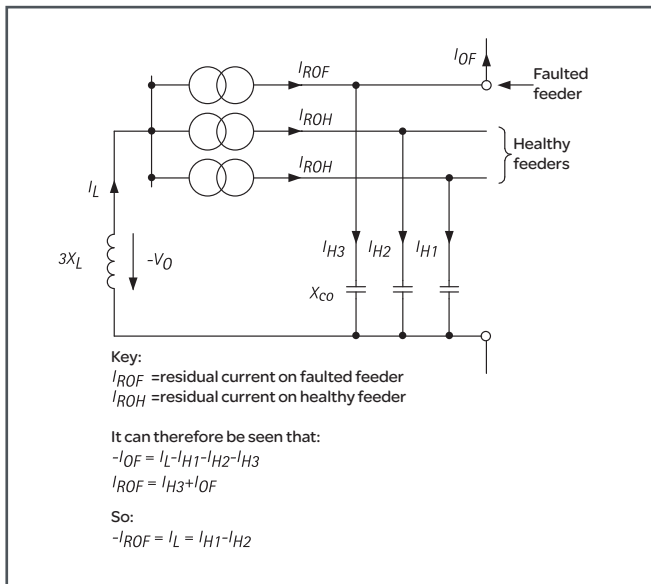 I_ROF
I_OF
Faulted
feeder
I_ROH
Healthy
feeders
I_ROH
I_L
I_H3 I_H2 I_H1
3X_L -V_O
X_co
Key:
I_ROF =residual current on faulted feeder
I_ROH =residual current on healthy feeder
It can therefore be seen that:
-I_OF = I_L-I_H1-I_H2-I_H3
I_ROF = I_H3+I_OF
So:
-I_ROF = I_L = I_H1-I_H2